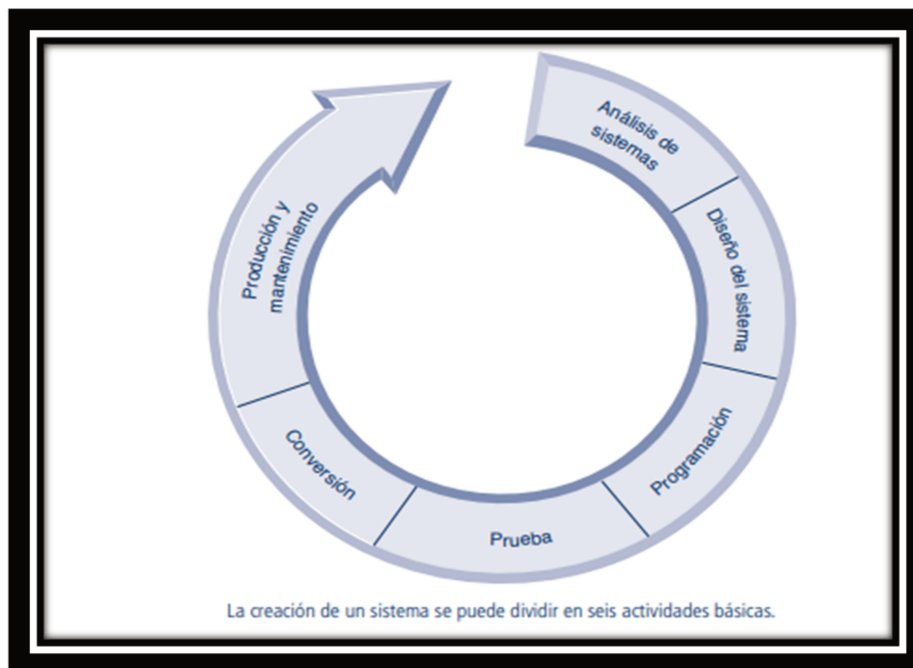 Análisis de
sistemas
Diseño del sistema
Programación
Prueba
Conversión
Producción y
mantenimiento
La creación de un sistema se puede dividir en seis actividades básicas.